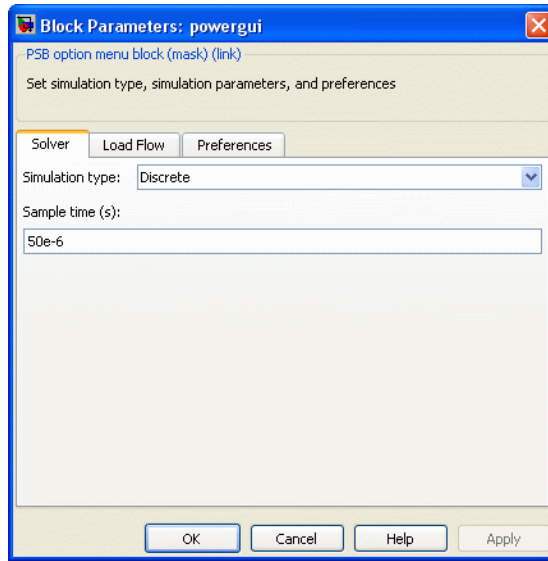 Block Parameters: powergui
PSB option menu block (mask) (link)
Set simulation type, simulation parameters, and preferences
Solver Load Flow Preferences
Simulation type: Discrete
Sample time (s):
50e-6
OK Cancel Help Apply